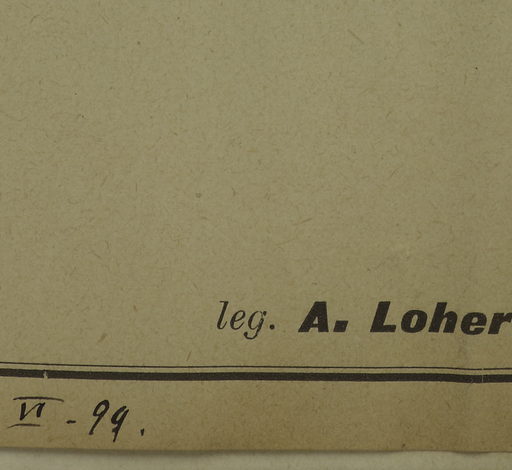 leg. A. Loher
VI - 99.